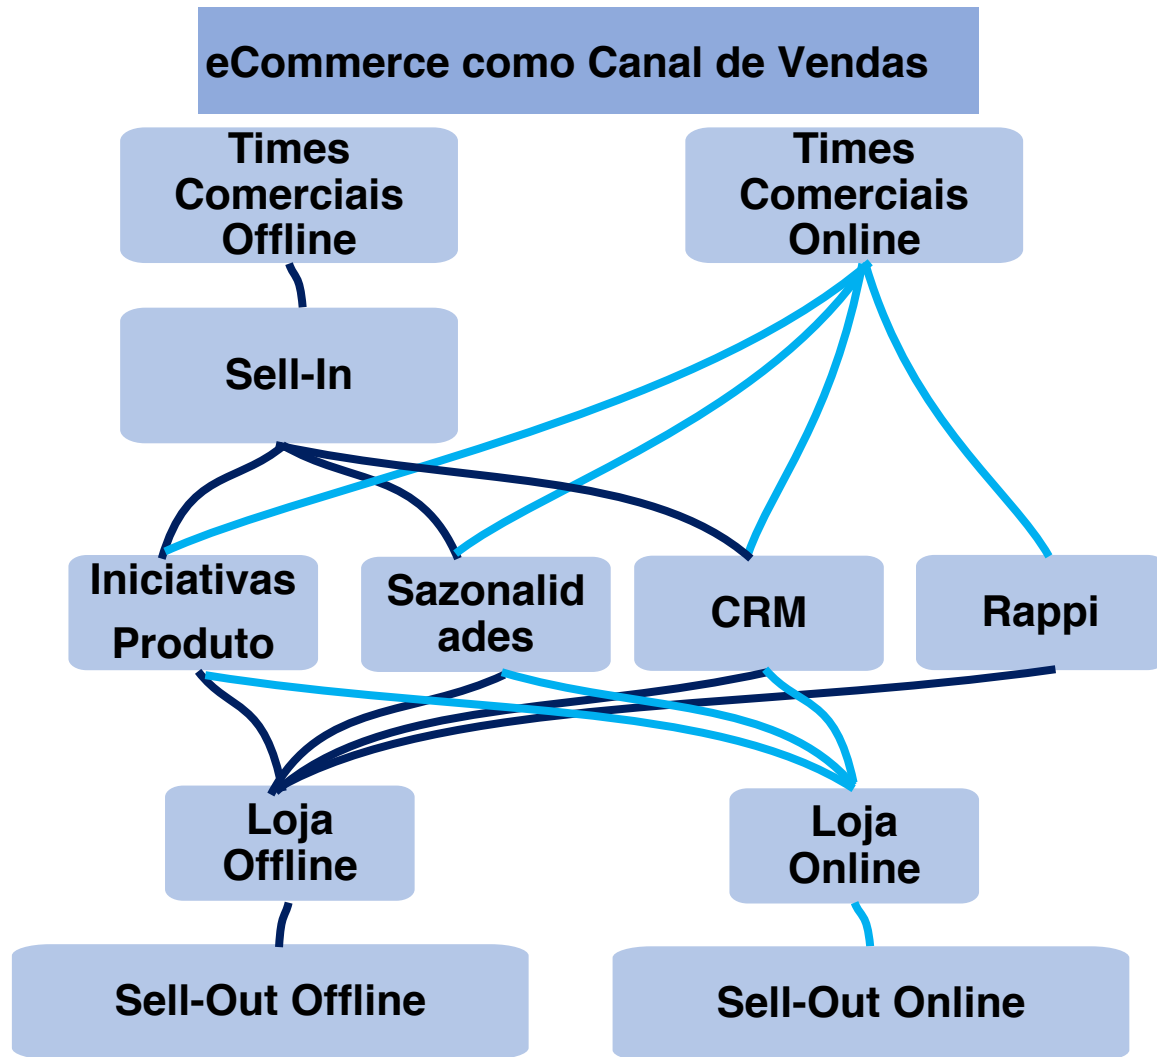 eCommerce como Canal de Vendas
Times
Comerciais
Offline
Times
Comerciais
Online
Sell-In
Iniciativas
Produto
Sazonalid
ades
CRM
Rappi
Loja
Offline
Loja
Online
Sell-Out Offline
Sell-Out Online